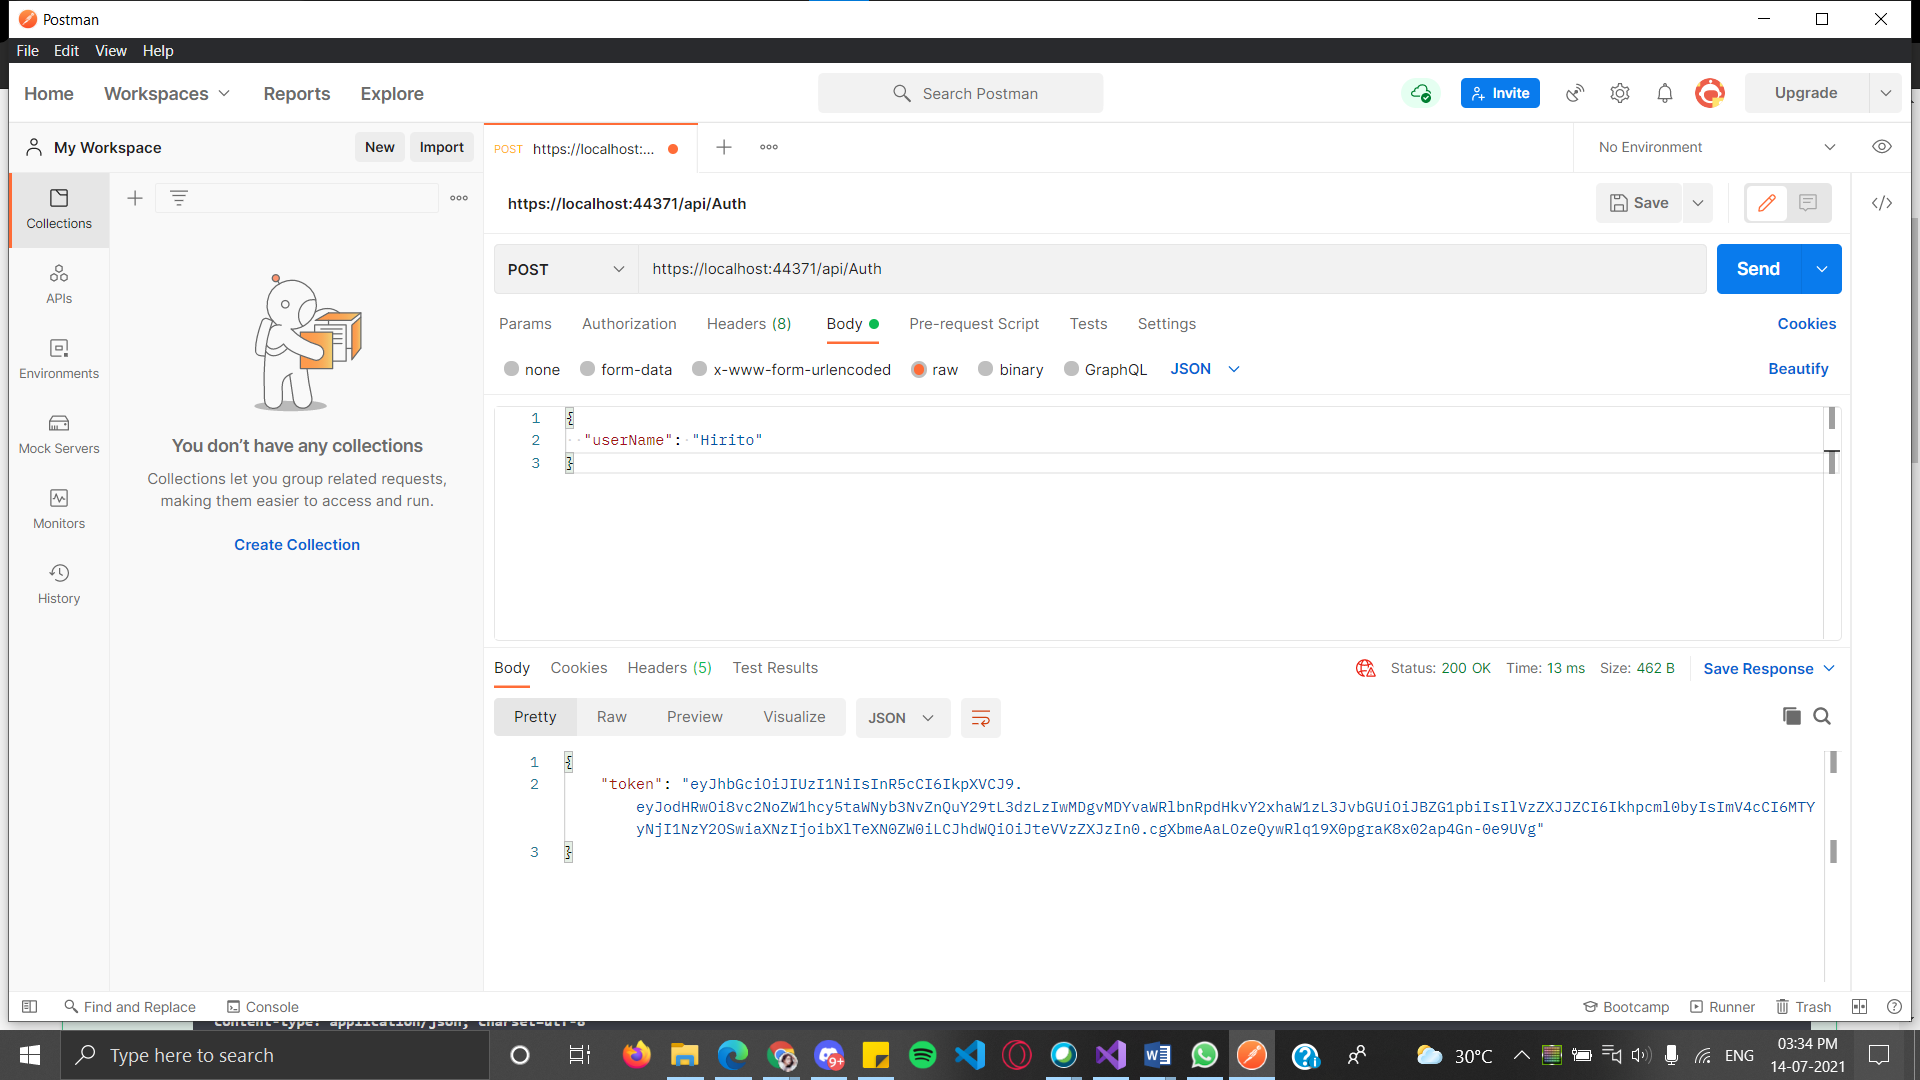 Postman
File Edit View Help
Home Workspaces Reports Explore Search Postman Invite Upgrade
My Workspace New Import POST https://localhost:... No Environment
Collections
APIs
Environments
Mock Servers
Monitors
History
You don't have any collections
Collections let you group related requests,
making them easier to access and run.
Create Collection
https://localhost:44371/api/Auth Save
POST https://localhost:44371/api/Auth Send
Params Authorization Headers (8) Body Pre-request Script Tests Settings Cookies
none form-data x-www-form-urlencoded raw binary GraphQL JSON Beautify
1 {
2 "userName": "Hirito"
3 }
Body Cookies Headers (5) Test Results Status: 200 OK Time: 13 ms Size: 462 B Save Response
Pretty Raw Preview Visualize JSON
1 {
2 "token": "eyJhbGciOiJIUzI1NiIsInR5cCI6IkpXVCJ9.
eyJodHRwOi8vc2NoZW1hcy5taWNyb3NvZnQuY29tL3dzLzIwMDgvMDYvaWRlbnRpdHkvY2xhaW1zL3JvbGUiOiJBZG1pbiIsIlVzZXJJZCI6Ikhpcml0byIsImV4cCI6MTY
yNjI1NzY2OSwiaXNzIjoibXlTeXN0ZW0iLCJhdWQiOiJteVVzZXJzIn0.cgXbmeAaLOzeQywRlq19X0pgraK8x02ap4Gn-0e9UVg"
3 }
Find and Replace Console Bootcamp Runner Trash
content-type: application/json; charset=utf-8
Type here to search 9+ 30°C ENG 03:34 PM
14-07-2021